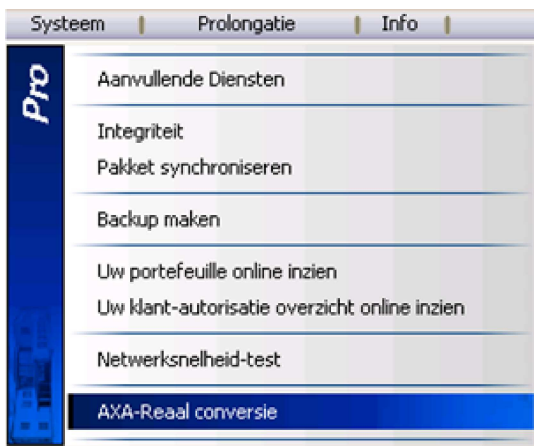 Systeem | Prolongatie | Info |
Pro
Aanvullende Diensten
Integriteit
Pakket synchroniseren
Backup maken
Uw portefeuille online inzien
Uw klant-autorisatie overzicht online inzien
Netwerksnelheid-test
AXA-Reaal conversie